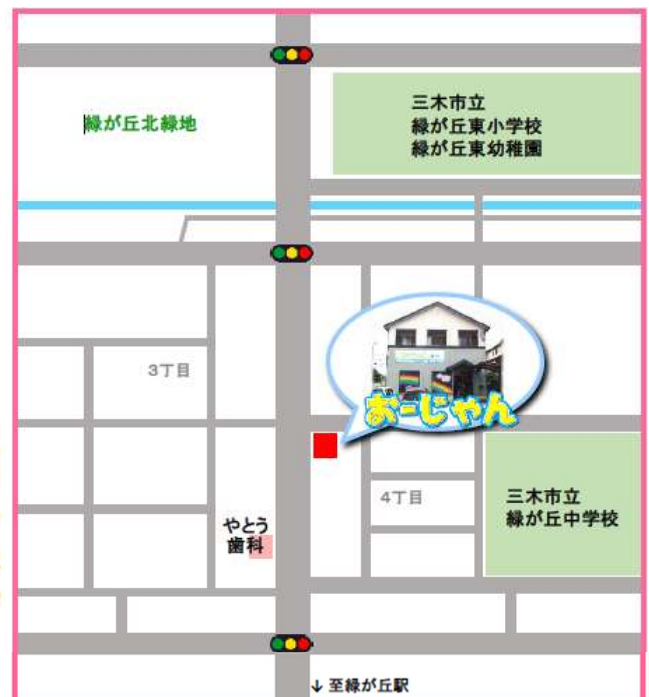 緑が丘北緑地
三木市立
緑が丘東小学校
緑が丘東幼稚園
3丁目
おーじゃん
4丁目
三木市立
緑が丘中学校
やとう
歯科
↓至緑が丘駅